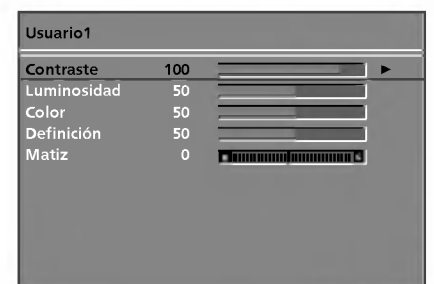 Usuario1
Contraste 100
Luminosidad 50
Color 50
Definición 50
Matiz 0